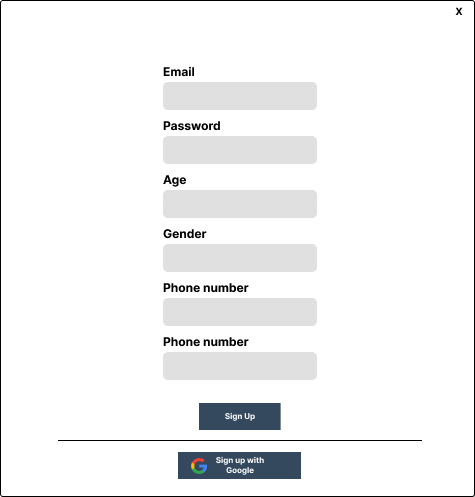 x
Email
Password
Age
Gender
Phone number
Phone number
Sign Up
Sign up with
Google